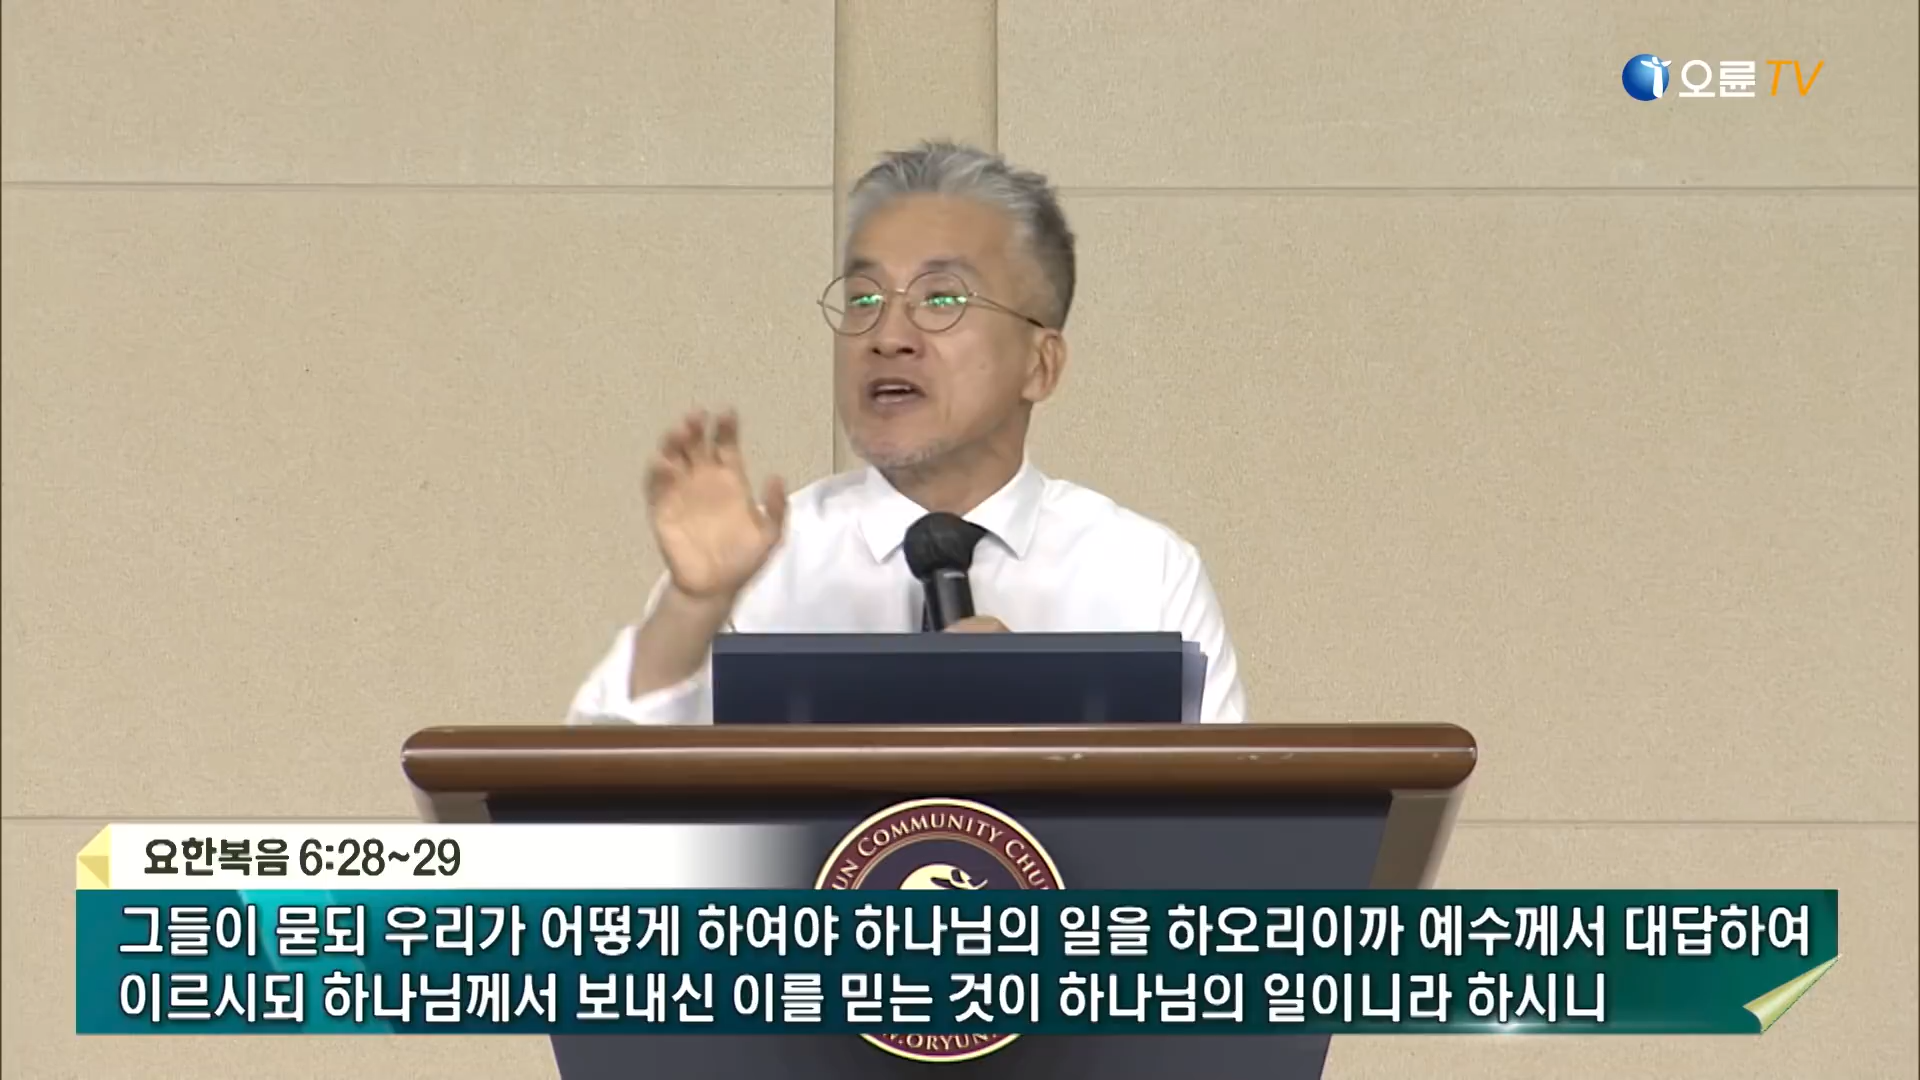 오륜TV
요한복음 6:28~29
그들이 묻되 우리가 어떻게 하여야 하나님의 일을 하오리이까 예수께서 대답하여
이르시되 하나님께서 보내신 이를 믿는 것이 하나님의 일이니라 하시니
COMMUNITY
.ORYUN.